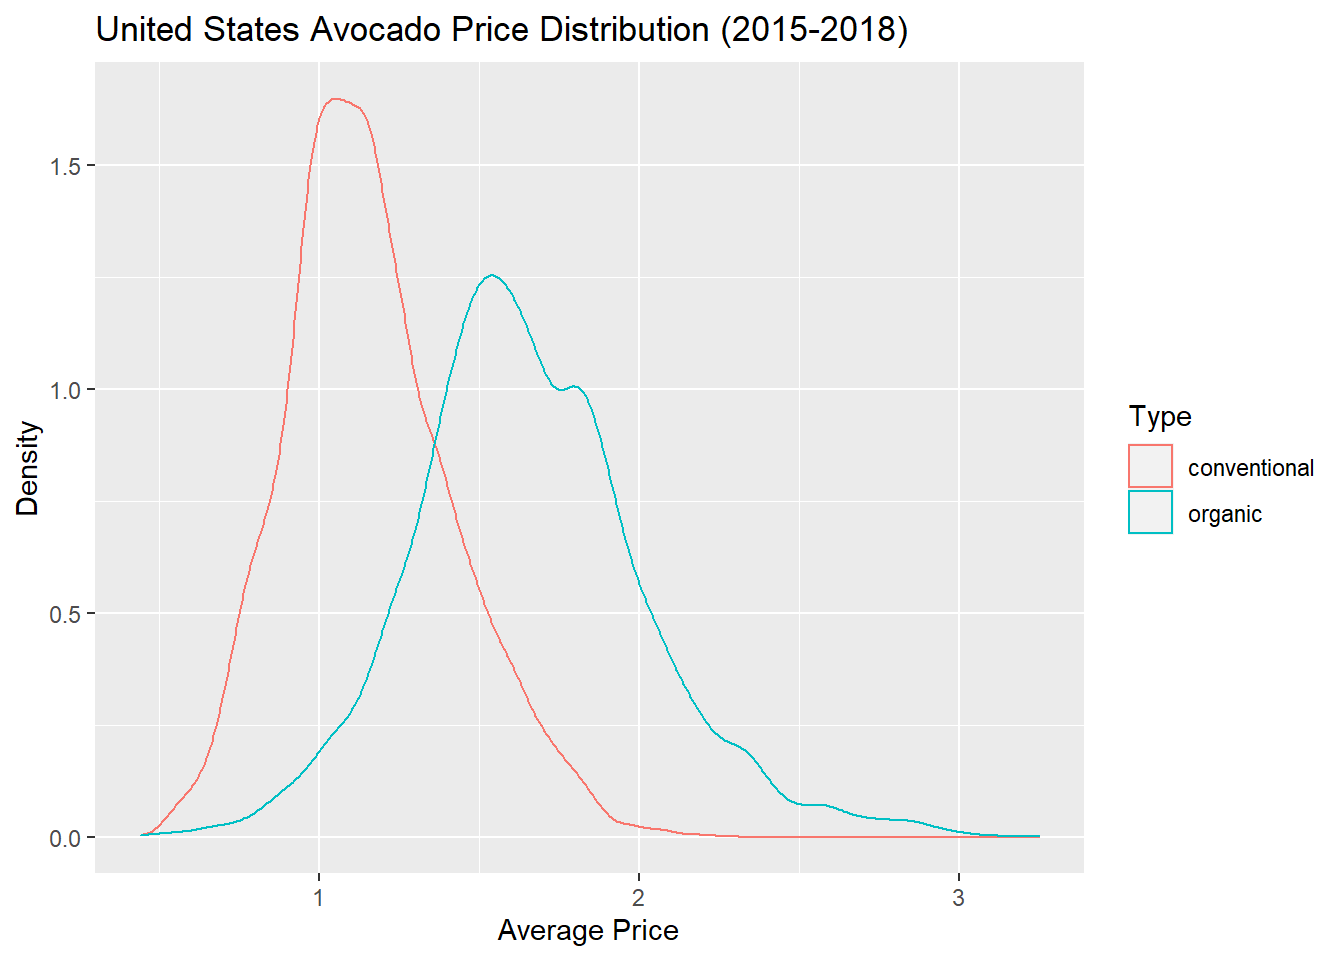 United States Avocado Price Distribution (2015-2018)
1.5
1.0
0.5
0.0
Density
1 2 3
Average Price
Type
conventional
organic